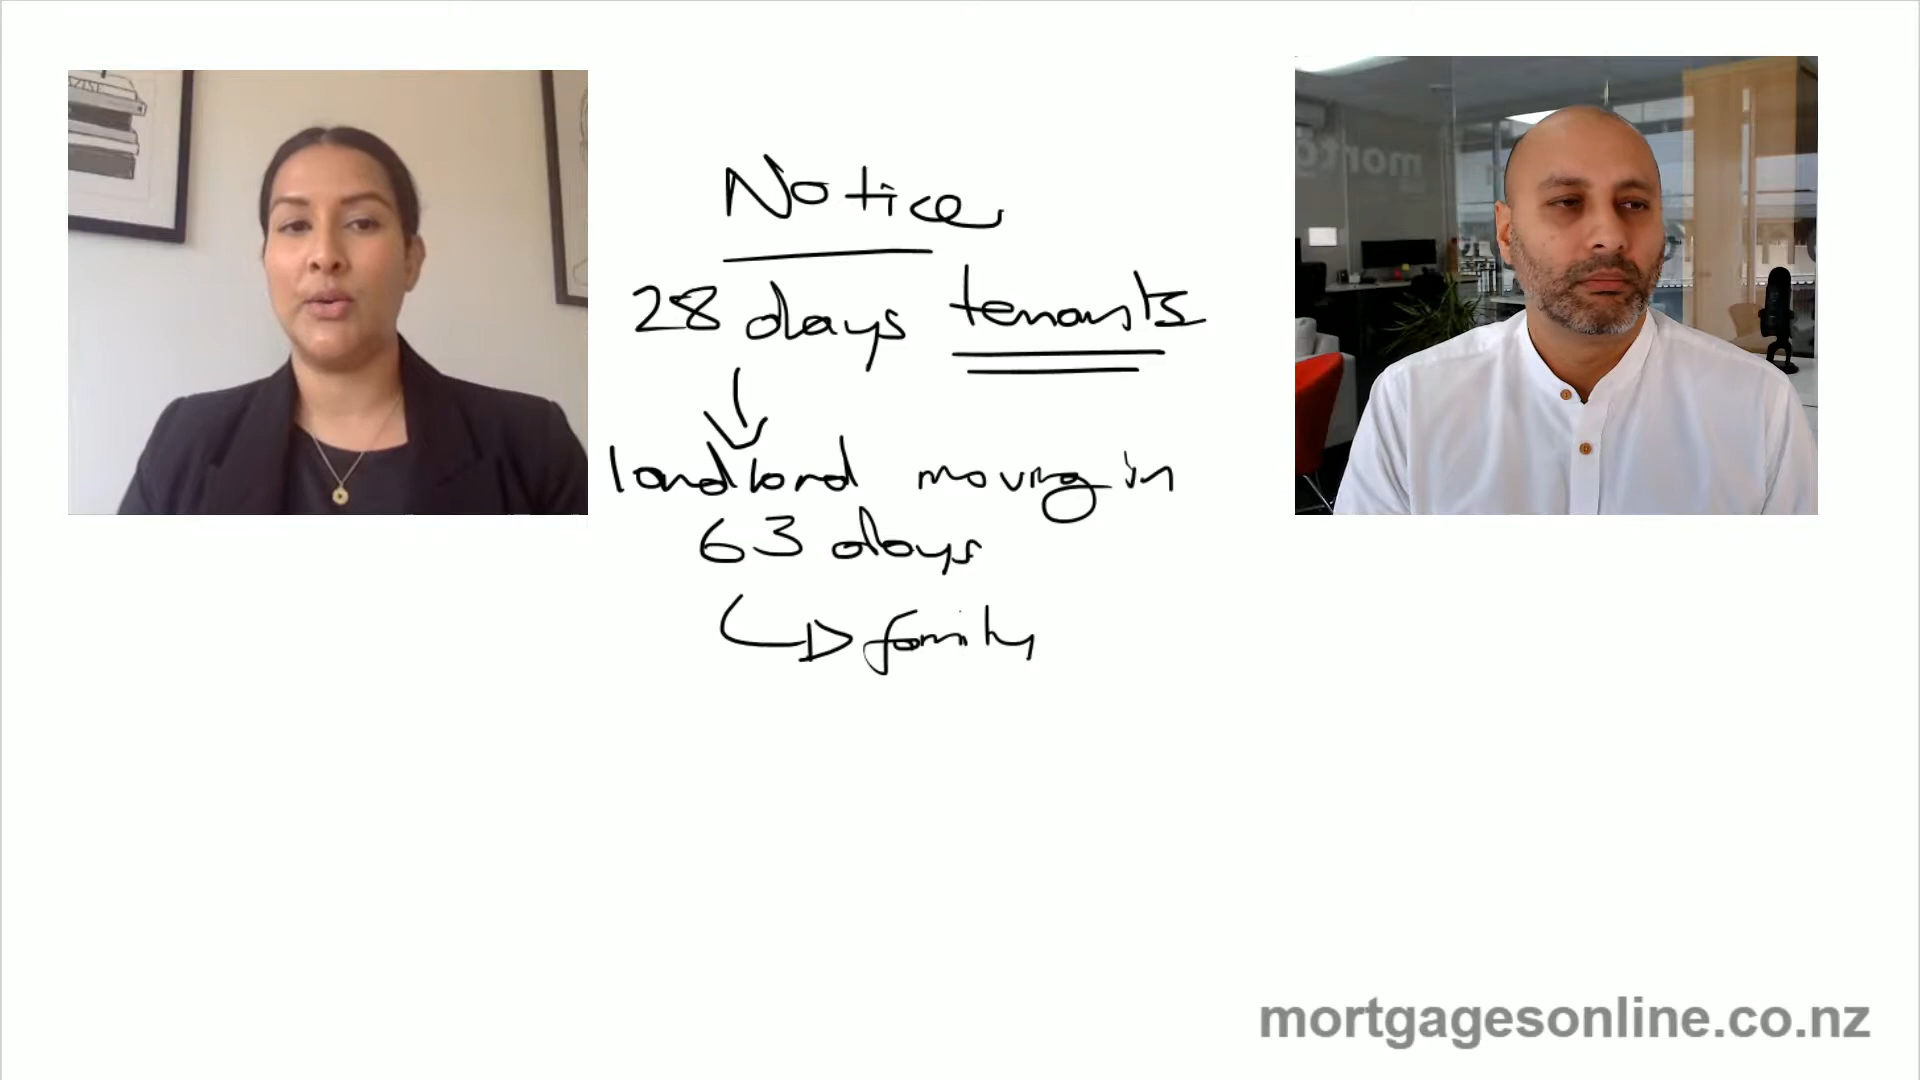 Notice
28 days tenants
landlord moving in
63 days
family
mortgagesonline.co.nz